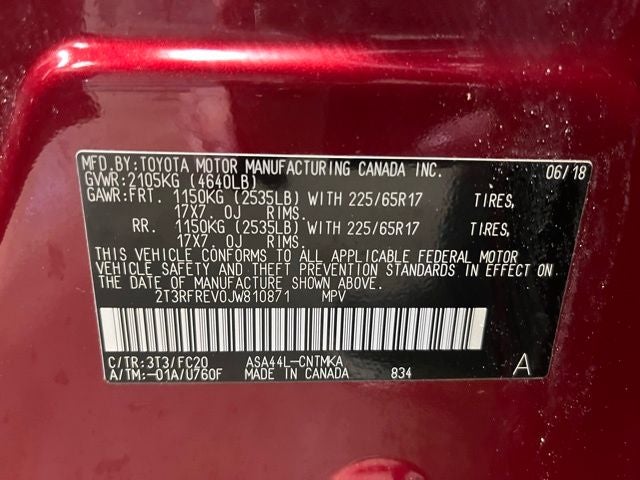 MFD.BY:TOYOTA MOTOR MANUFACTURING CANADA INC. 06/18
GVWR:2105KG (4640LB)
GAWR:FRT. 1150KG (2535LB) WITH 225/65R17 TIRES,
17X7.0J RIMS.
RR. 1150KG (2535LB) WITH 225/65R17 TIRES,
17X7.0J RIMS.
THIS VEHICLE CONFORMS TO ALL APPLICABLE FEDERAL MOTOR
VEHICLE SAFETY AND THEFT PREVENTION STANDARDS IN EFFECT ON
THE DATE OF MANUFACTURE SHOWN ABOVE.
2T3RFREV0JW810871 MPV
C/TR:3T3/FC20 ASA44L-CNTMKA
A/TM:-01A/U760F MADE IN CANADA 834 A